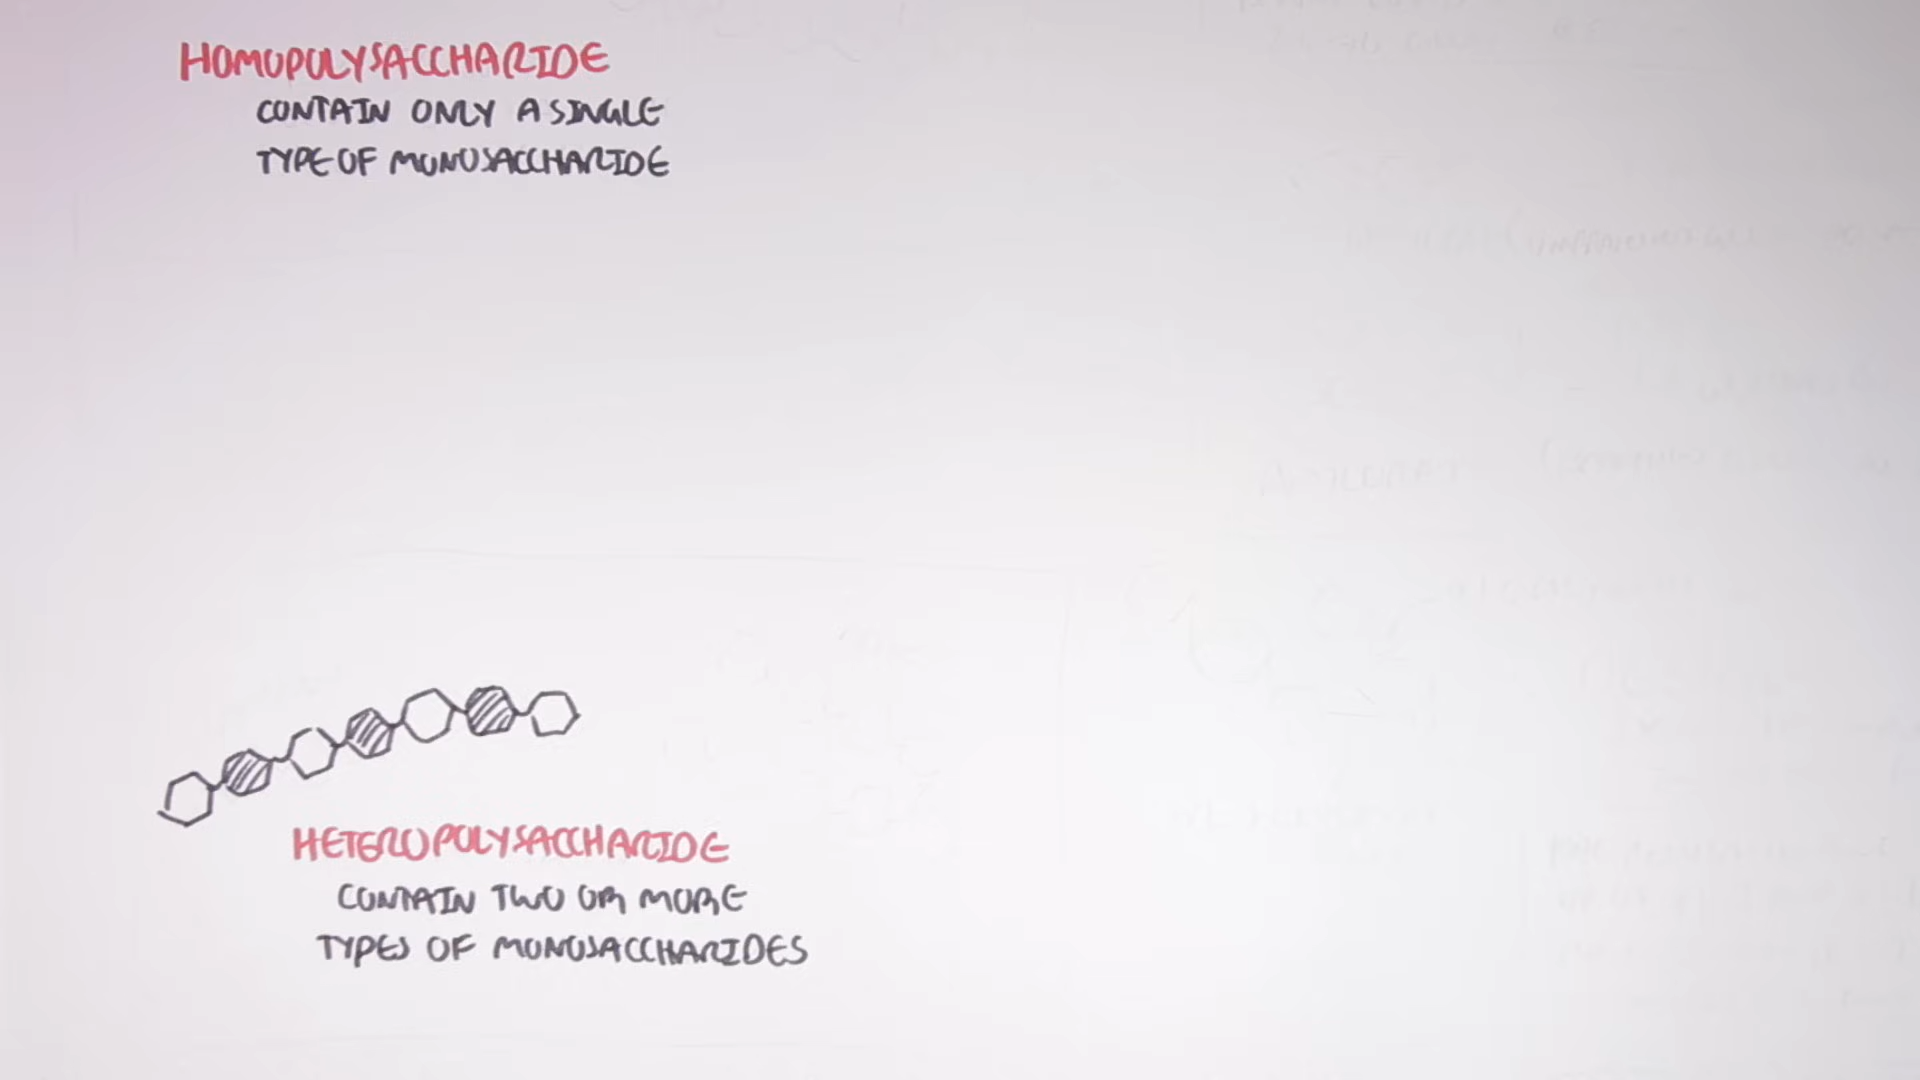 HOMOPOLYSACCHARIDE
CONTAIN ONLY A SINGLE
TYPE OF MONOSACCHARIDE
HETEROPOLYSACCHARIDE
CONTAIN TWO OR MORE
TYPES OF MONOSACCHARIDES